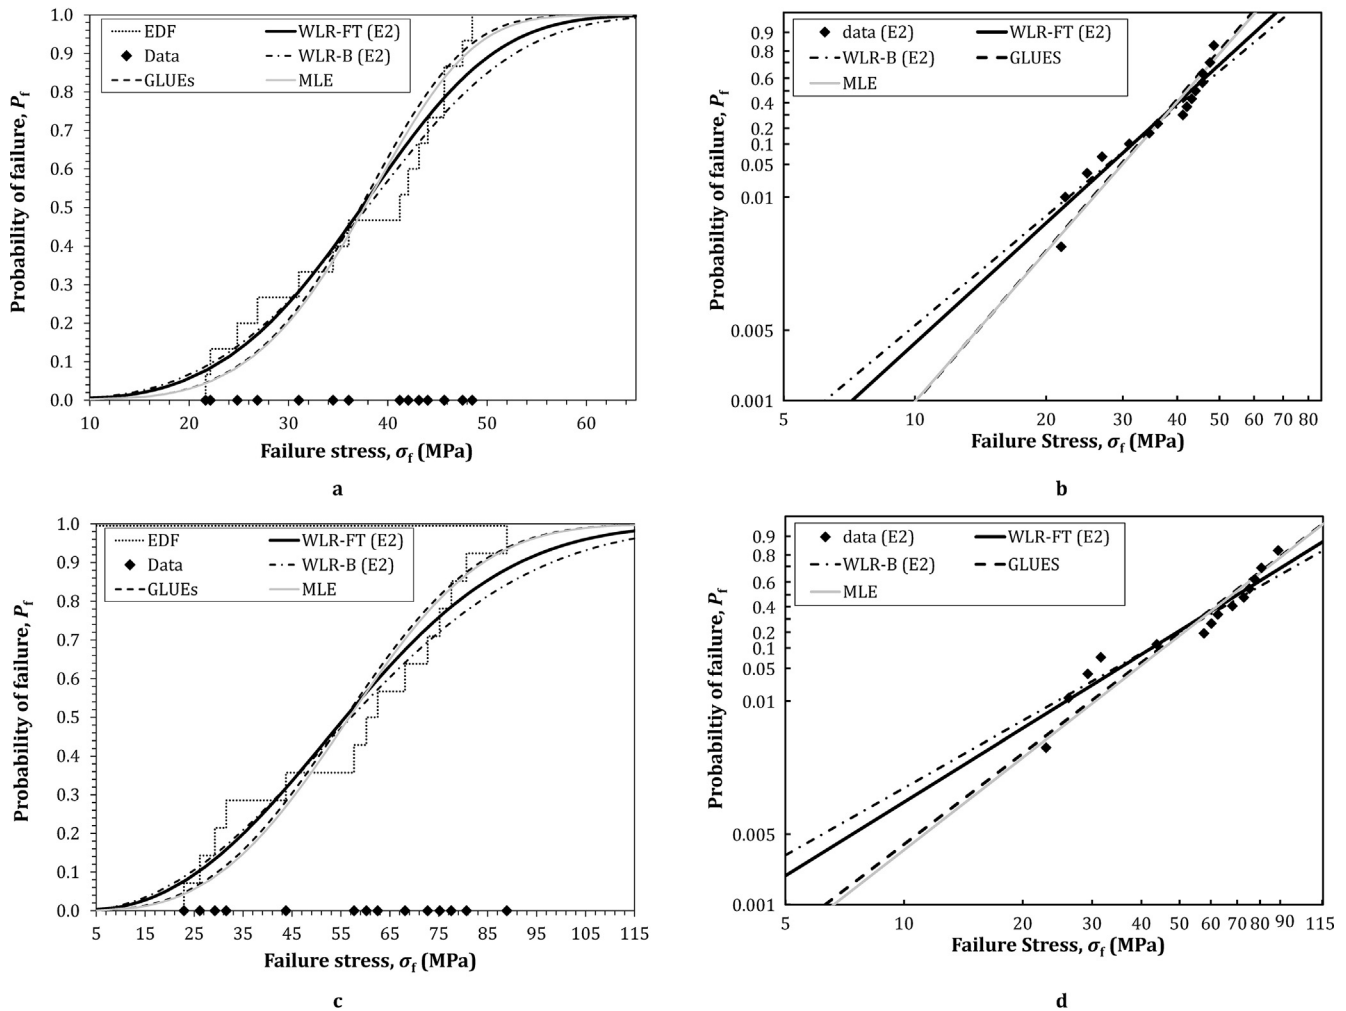 EDF
WLR-FT (E2)
Data
WLR-B (E2)
GLUEs
MLE
1.0
0.9
0.8
0.7
0.6
0.5
0.4
0.3
0.2
0.1
0.0
Probability of failure, Pf
10 20 30 40 50 60
Failure stress, σf (MPa)
a
data (E2)
WLR-FT (E2)
WLR-B (E2)
GLUES
MLE
0.9
0.8
0.6
0.4
0.2
0.1
0.05
0.01
0.005
0.001
Probabiltiy of failure, Pf
5 10 20 30 40 50 60 70 80
Failure Stress, σf (MPa)
b
EDF
WLR-FT (E2)
Data
WLR-B (E2)
GLUEs
MLE
1.0
0.9
0.8
0.7
0.6
0.5
0.4
0.3
0.2
0.1
0.0
Probability of failure, Pf
5 15 25 35 45 55 65 75 85 95 105 115
Failure stress, σf (MPa)
c
data (E2)
WLR-FT (E2)
WLR-B (E2)
GLUES
MLE
0.9
0.8
0.6
0.4
0.2
0.1
0.05
0.01
0.005
0.001
Probabiltiy of failure, Pf
5 10 20 30 40 50 60 70 80 90 115
Failure Stress, σf (MPa)
d